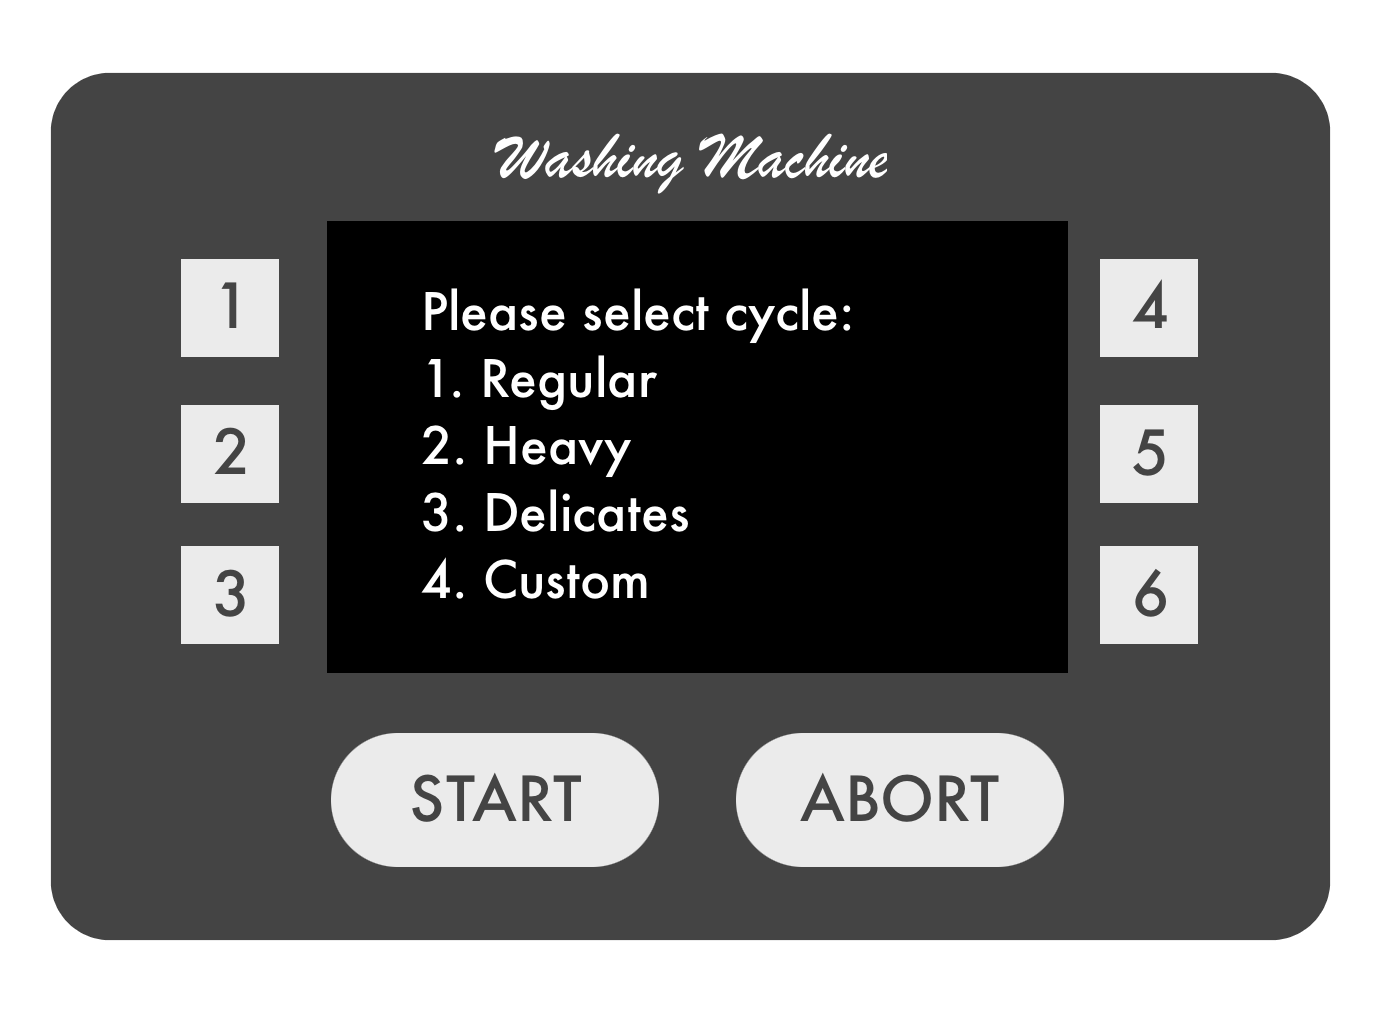 Washing Machine
1
2
3
Please select cycle:
1. Regular
2. Heavy
3. Delicates
4. Custom
4
5
6
START
ABORT